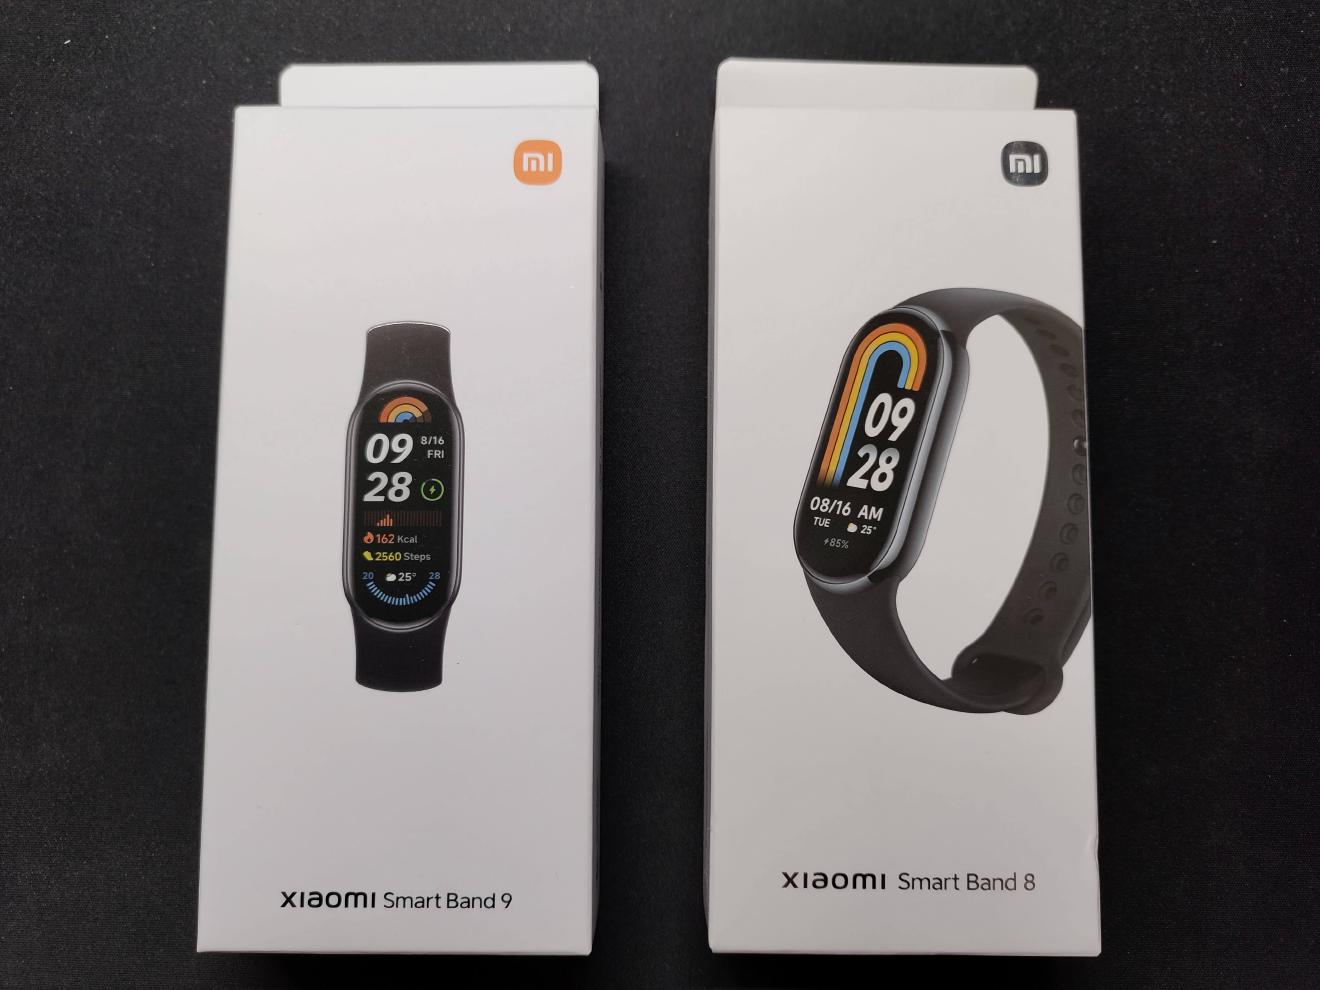 mi
09 8/16
FRI
28
162 Kcal
2560 Steps
20 25° 28
xiaomi Smart Band 9
mi
09
28
08/16 AM
TUE 25°
85%
xiaomi Smart Band 8